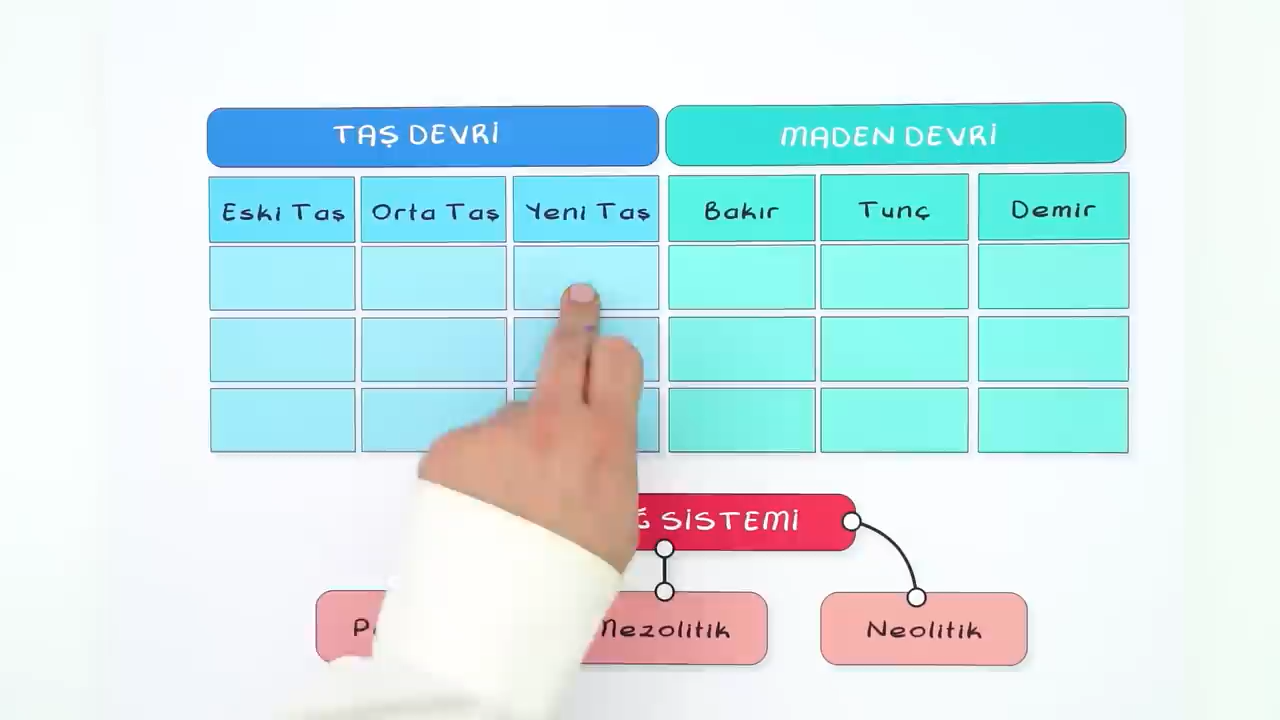 TAŞ DEVRİ
MADEN DEVRİ
Eski Taş
Orta Taş
Yeni Taş
Bakır
Tunç
Demir
SİSTEMİ
Mezolitik
Neolitik